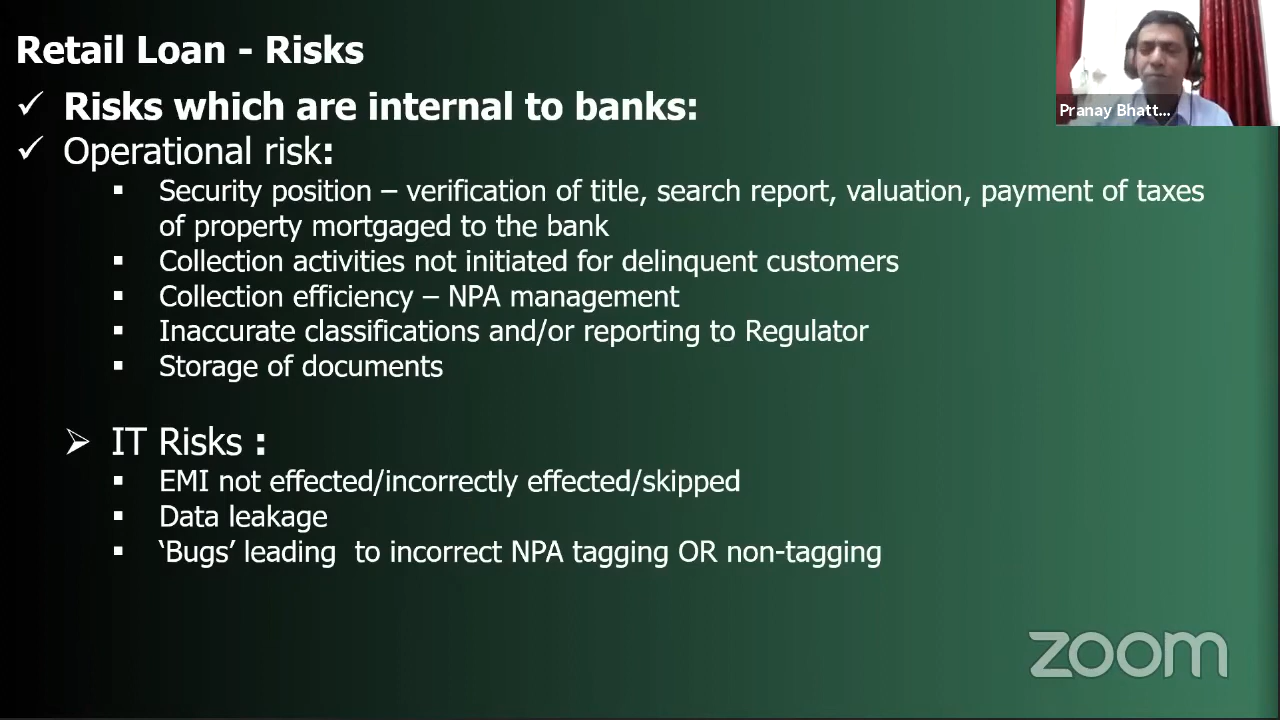 Retail Loan - Risks
Pranay Bhatt...
✓ Risks which are internal to banks:
✓ Operational risk:
▪ Security position – verification of title, search report, valuation, payment of taxes
of property mortgaged to the bank
▪ Collection activities not initiated for delinquent customers
▪ Collection efficiency – NPA management
▪ Inaccurate classifications and/or reporting to Regulator
▪ Storage of documents
➢ IT Risks :
▪ EMI not effected/incorrectly effected/skipped
▪ Data leakage
▪ ‘Bugs’ leading  to incorrect NPA tagging OR non-tagging
zoom